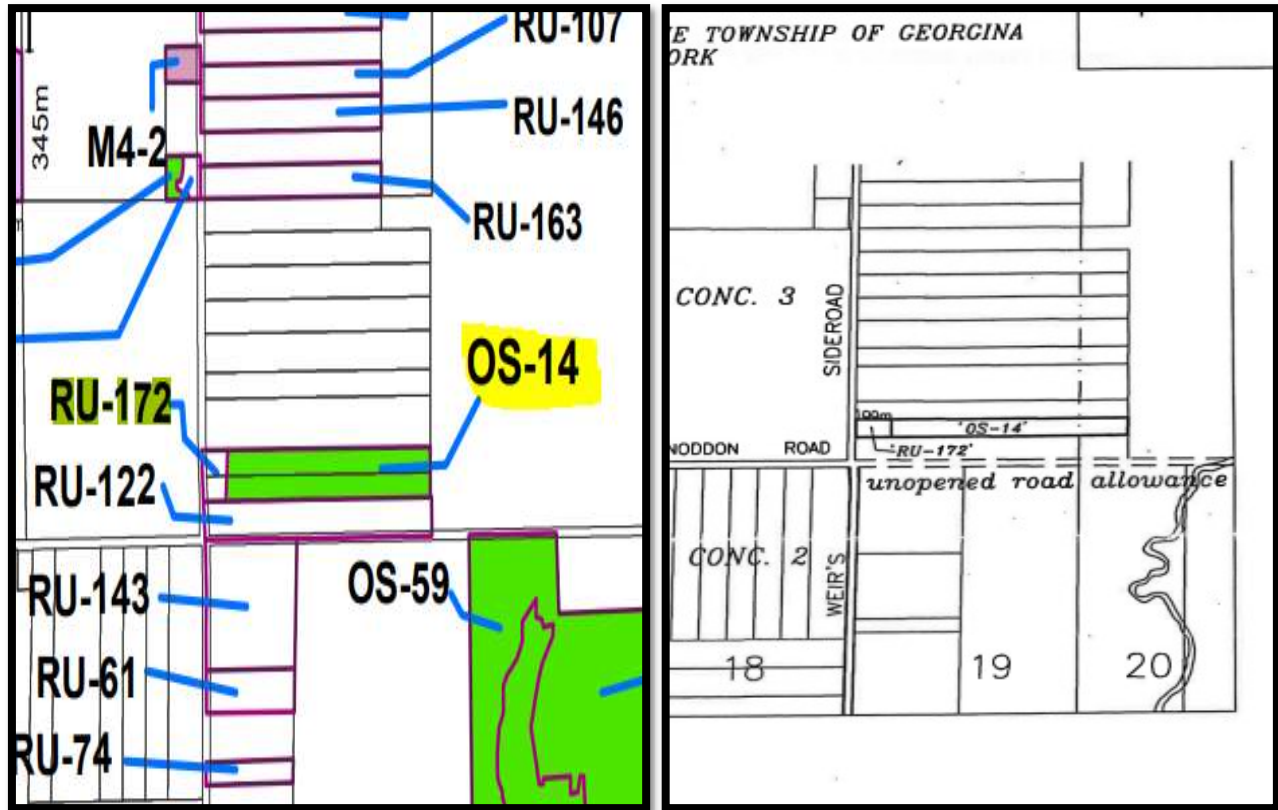 RU-107
345m
M4-2
RU-146
RU-163
OS-14
RU-172
RU-122
RU-143
OS-59
RU-61
RU-74
TOWNSHIP OF GEORGINA
CONC. 3
SIDEROAD
100m
'OS-14'
'RU-172'
ROAD
unopened road allowance
CONC. 2
WEIR'S
18
19
20